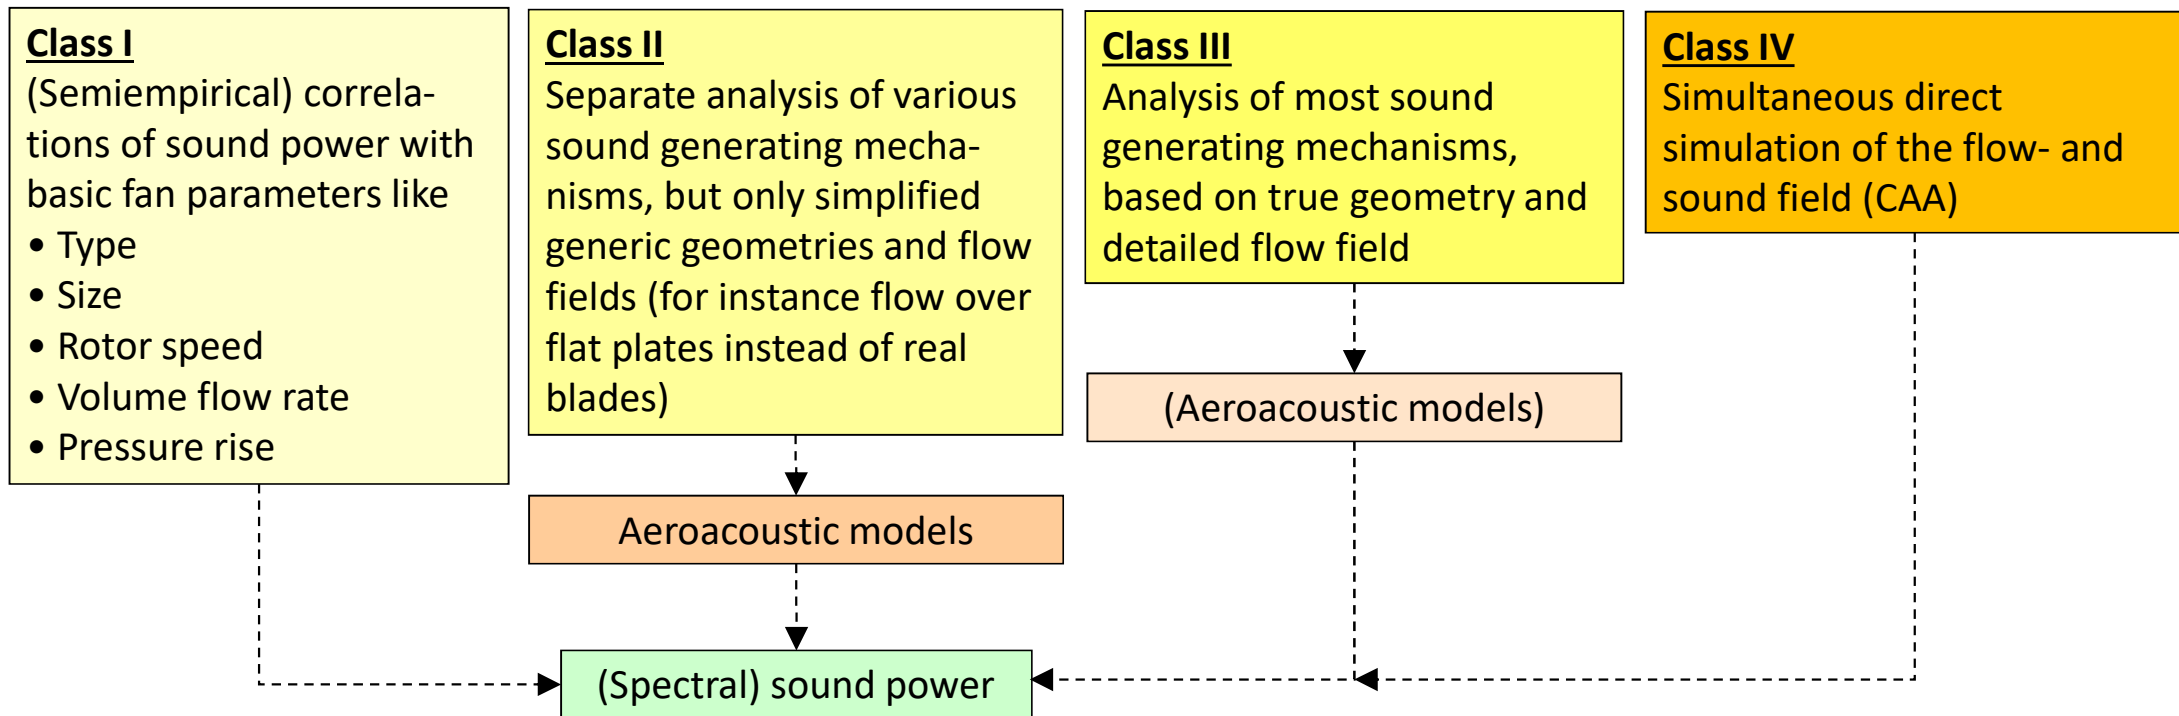 Class I
(Semiempirical) correla-
tions of sound power with
basic fan parameters like
• Type
• Size
• Rotor speed
• Volume flow rate
• Pressure rise
Class II
Separate analysis of various
sound generating mecha-
nisms, but only simplified
generic geometries and flow
fields (for instance flow over
flat plates instead of real
blades)
Class III
Analysis of most sound
generating mechanisms,
based on true geometry and
detailed flow field
Class IV
Simultaneous direct
simulation of the flow- and
sound field (CAA)
(Aeroacoustic models)
Aeroacoustic models
(Spectral) sound power